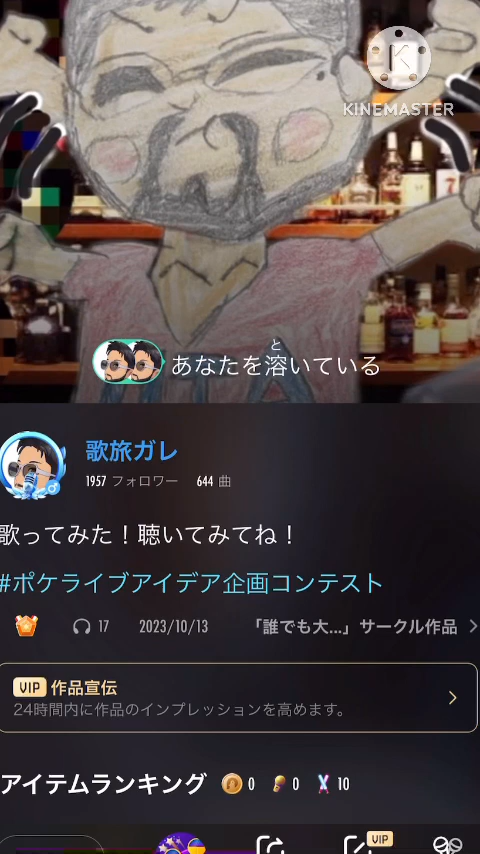 KINEMASTER
と
あなたを溶いている
歌旅ガレ
1957 フォロワー 644 曲
歌ってみた！聴いてみてね！
#ポケライブアイデア企画コンテスト
17 2023/10/13 「誰でも大...」サークル作品
VIP 作品宣伝
24時間内に作品のインプレッションを高めます。
アイテムランキング 0 0 10
VIP